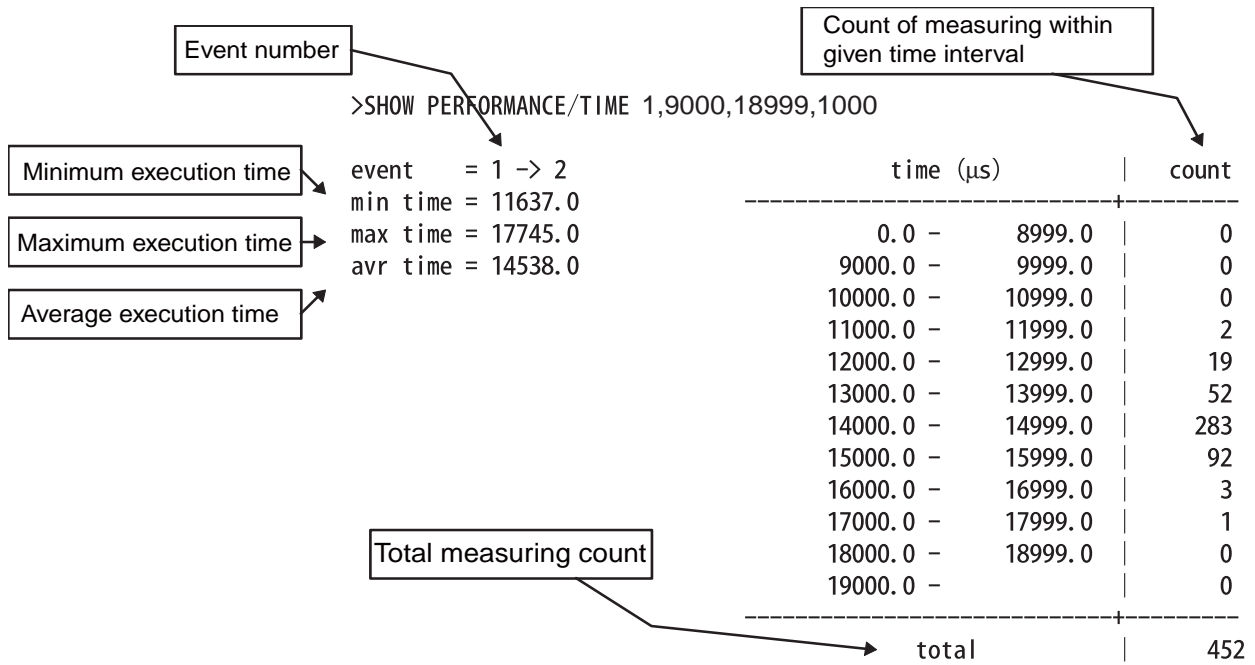 Event number
Count of measuring within
given time interval
>SHOW PERFORMANCE/TIME 1,9000,18999,1000
Minimum execution time
Maximum execution time
Average execution time
event = 1 -> 2
min time = 11637.0
max time = 17745.0
avr time = 14538.0
time (μs) | count
------------------------------+----------
0.0 - 8999.0 | 0
9000.0 - 9999.0 | 0
10000.0 - 10999.0 | 0
11000.0 - 11999.0 | 2
12000.0 - 12999.0 | 19
13000.0 - 13999.0 | 52
14000.0 - 14999.0 | 283
15000.0 - 15999.0 | 92
16000.0 - 16999.0 | 3
17000.0 - 17999.0 | 1
18000.0 - 18999.0 | 0
19000.0 - | 0
------------------------------+----------
total | 452
Total measuring count